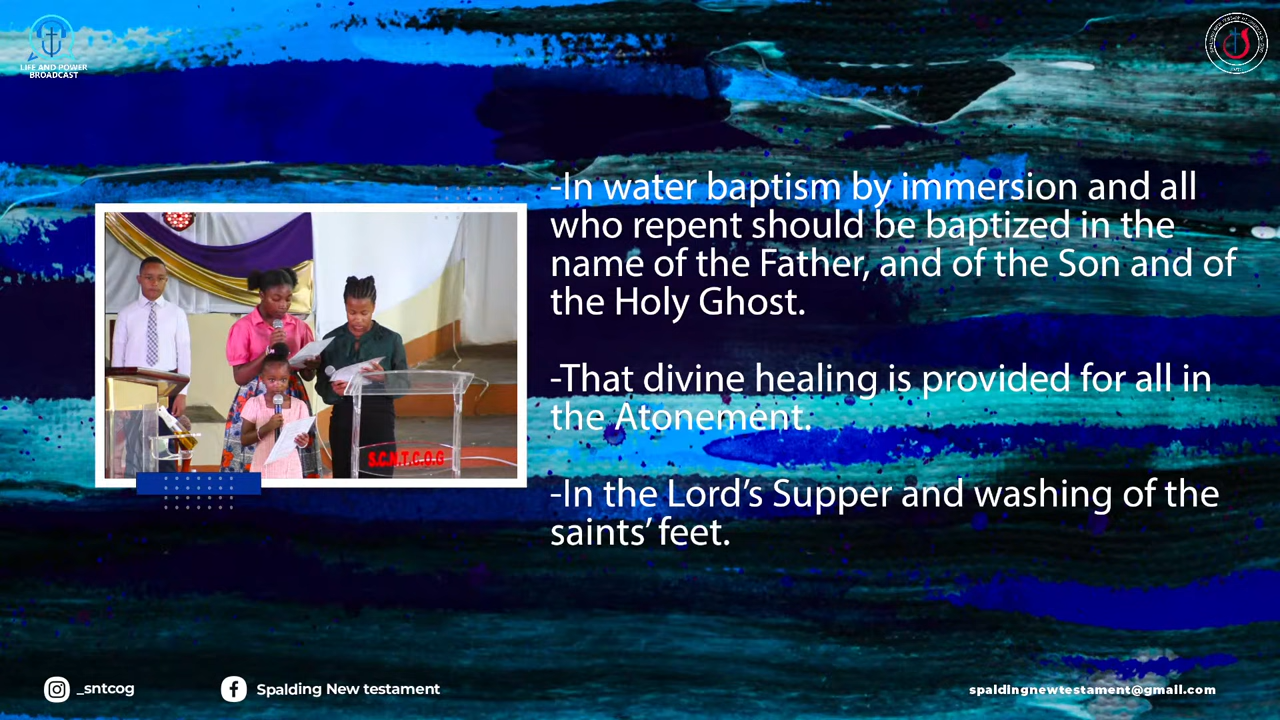 LIFE AND POWER
BROADCAST
-In water baptism by immersion and all
who repent should be baptized in the
name of the Father, and of the Son and of
the Holy Ghost.
-That divine healing is provided for all in
the Atonement.
-In the Lord’s Supper and washing of the
saints’ feet.
S.C.N.T.C.O.G
_sntcog
Spalding New testament
spaldingnewtestament@gmail.com